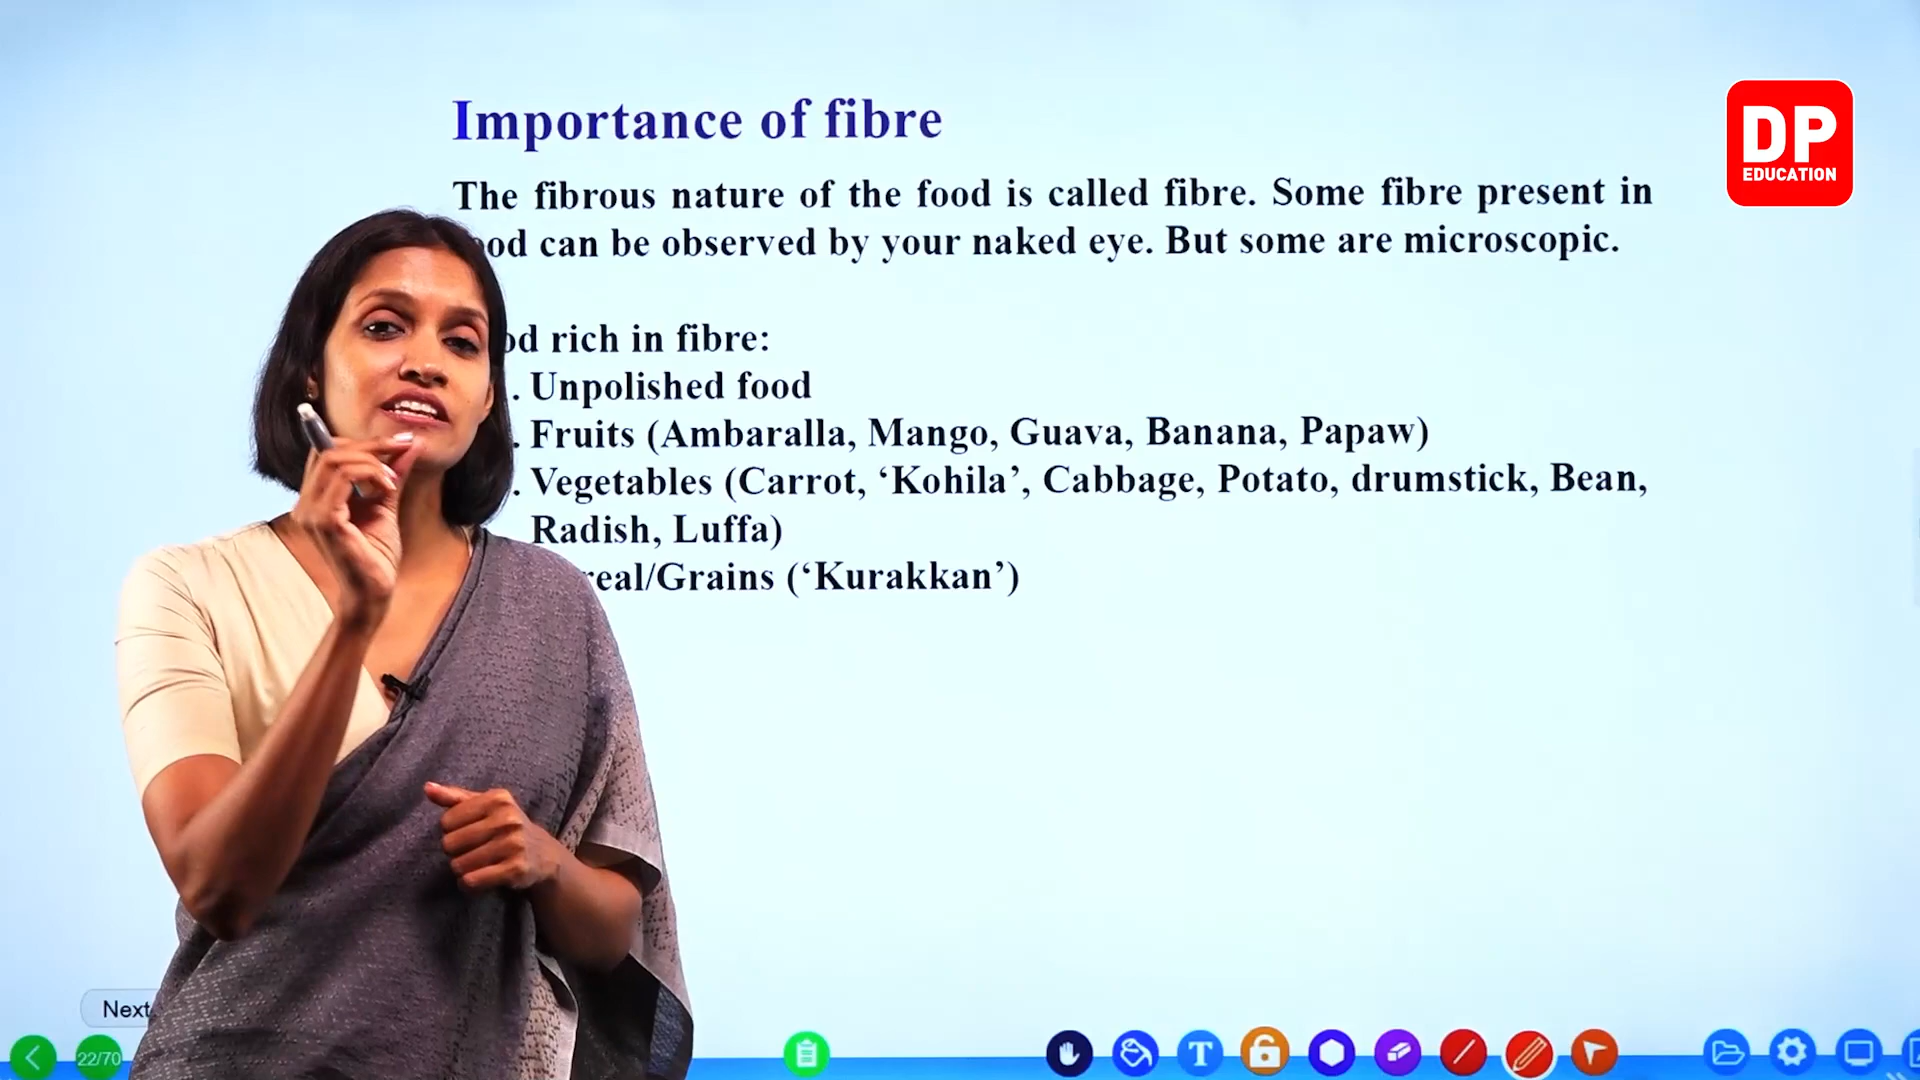 Importance of fibre
DP
EDUCATION
The fibrous nature of the food is called fibre. Some fibre present in
can be observed by your naked eye. But some are microscopic.
rich in fibre:
. Unpolished food
. Fruits (Ambaralla, Mango, Guava, Banana, Papaw)
. Vegetables (Carrot, ‘Kohila’, Cabbage, Potato, drumstick, Bean,
Radish, Luffa)
/Grains (‘Kurakkan’)
Next
22/70
T